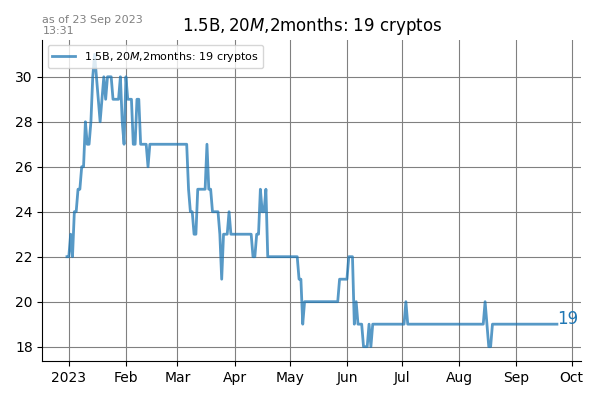 as of 23 Sep 2023
13:31
1.5B, 20M,2months: 19 cryptos
1.5B, 20M,2months: 19 cryptos
30
28
26
24
22
20
18
19
2023 Feb Mar Apr May Jun Jul Aug Sep Oct